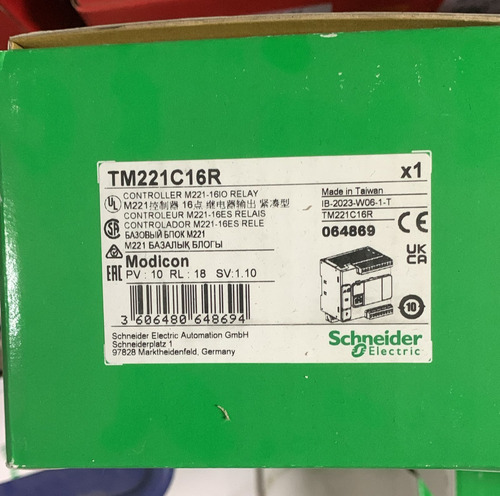 TM221C16R x1
CONTROLLER M221-16IO RELAY
M221控制器 16点 继电器输出 紧凑型
CONTROLEUR M221-16ES RELAIS
CONTROLADOR M221-16ES RELE
БАЗОВЫЙ БЛОК M221
M221 БАЗАЛЫҚ БЛОГЫ
Modicon
PV : 10 RL : 18 SV:1.10
3 606480 648694
Schneider Electric Automation GmbH
Schneiderplatz 1
97828 Marktheidenfeld, Germany
Made in Taiwan
IB-2023-W06-1-T
TM221C16R
064869
UL
CE
UK
CA
EAC
10
Schneider
Electric